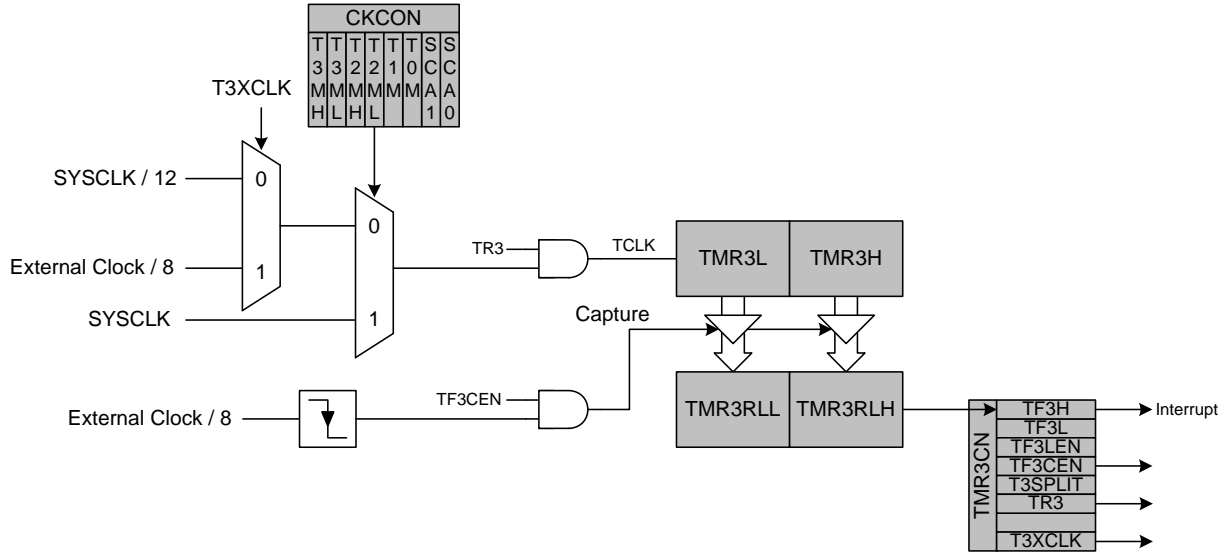 CKCON
T3MH
T3ML
T2MH
T2ML
T1M
T0M
SCA1
SCA0
T3XCLK
SYSCLK / 12
0
External Clock / 8
1
SYSCLK
0
1
TR3
TCLK
TMR3L
TMR3H
Capture
External Clock / 8
TF3CEN
TMR3RLL
TMR3RLH
TMR3CN
TF3H
Interrupt
TF3L
TF3LEN
TF3CEN
T3SPLIT
TR3
T3XCLK